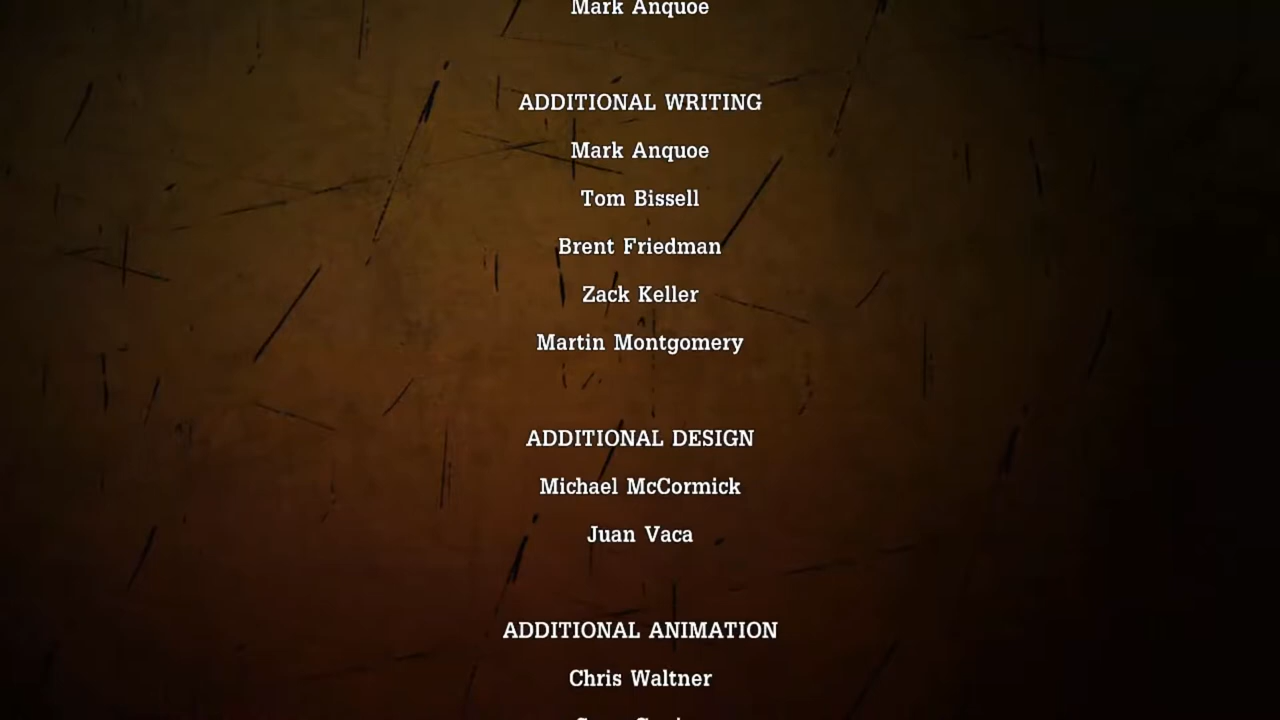 Mark Anquoe
ADDITIONAL WRITING
Mark Anquoe
Tom Bissell
Brent Friedman
Zack Keller
Martin Montgomery
ADDITIONAL DESIGN
Michael McCormick
Juan Vaca
ADDITIONAL ANIMATION
Chris Waltner